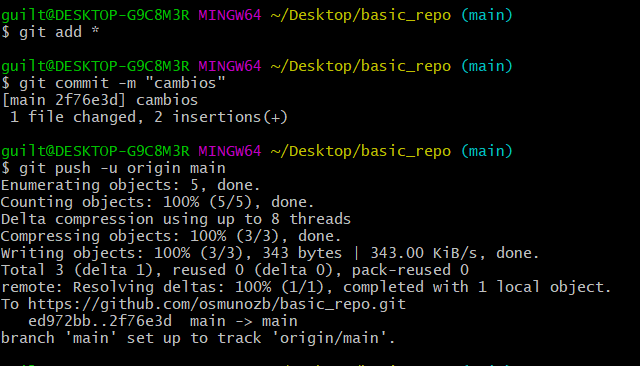 guilt@DESKTOP-G9C8M3R MINGW64 ~/Desktop/basic_repo (main)
$ git add *
guilt@DESKTOP-G9C8M3R MINGW64 ~/Desktop/basic_repo (main)
$ git commit -m "cambios"
[main 2f76e3d] cambios
 1 file changed, 2 insertions(+)
guilt@DESKTOP-G9C8M3R MINGW64 ~/Desktop/basic_repo (main)
$ git push -u origin main
Enumerating objects: 5, done.
Counting objects: 100% (5/5), done.
Delta compression using up to 8 threads
Compressing objects: 100% (3/3), done.
Writing objects: 100% (3/3), 343 bytes | 343.00 KiB/s, done.
Total 3 (delta 1), reused 0 (delta 0), pack-reused 0
remote: Resolving deltas: 100% (1/1), completed with 1 local object.
To https://github.com/osmunozb/basic_repo.git
   ed972bb..2f76e3d  main -> main
branch 'main' set up to track 'origin/main'.